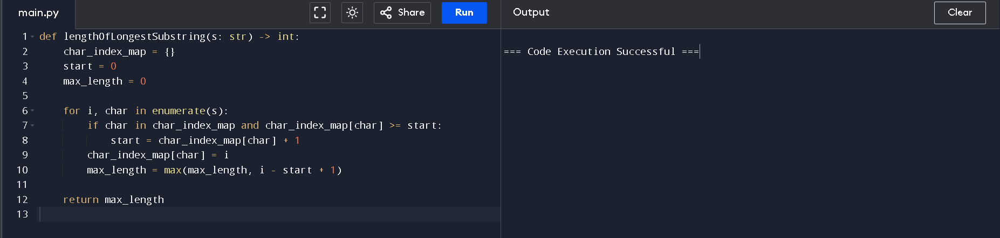 main.py Share Run Output Clear
1 def lengthOfLongestSubstring(s: str) -> int:
2     char_index_map = {}
3     start = 0
4     max_length = 0
5
6     for i, char in enumerate(s):
7         if char in char_index_map and char_index_map[char] >= start:
8             start = char_index_map[char] + 1
9         char_index_map[char] = i
10         max_length = max(max_length, i - start + 1)
11
12     return max_length
13
=== Code Execution Successful ===